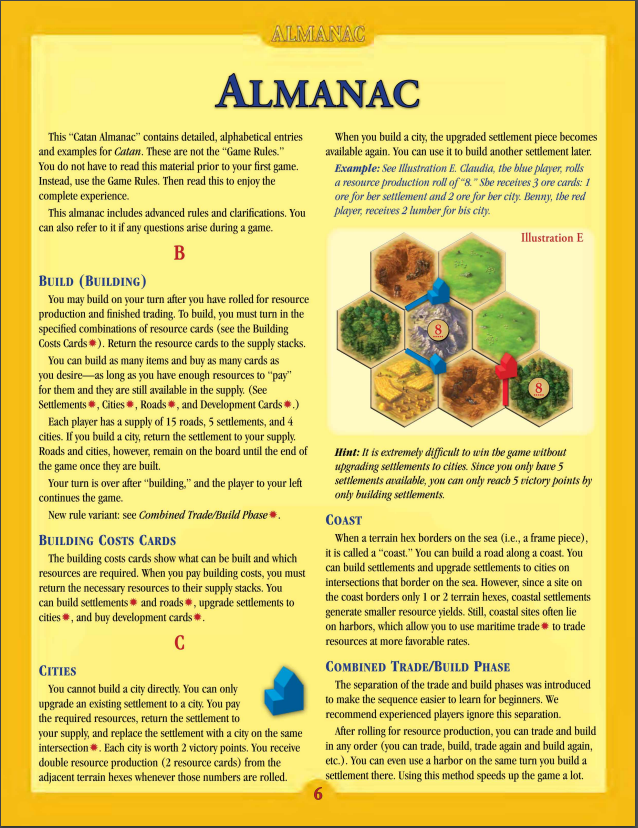 ALMANAC
ALMANAC
This “Catan Almanac” contains detailed, alphabetical entries
and examples for Catan. These are not the “Game Rules.”
You do not have to read this material prior to your first game.
Instead, use the Game Rules. Then read this to enjoy the
complete experience.
This almanac includes advanced rules and clarifications. You
can also refer to it if any questions arise during a game.
B
BUILD (BUILDING)
You may build on your turn after you have rolled for resource
production and finished trading. To build, you must turn in the
specified combinations of resource cards (see the Building
Costs Cards✹). Return the resource cards to the supply stacks.
You can build as many items and buy as many cards as
you desire—as long as you have enough resources to “pay”
for them and they are still available in the supply. (See
Settlements✹, Cities✹, Roads✹, and Development Cards✹.)
Each player has a supply of 15 roads, 5 settlements, and 4
cities. If you build a city, return the settlement to your supply.
Roads and cities, however, remain on the board until the end of
the game once they are built.
Your turn is over after “building,” and the player to your left
continues the game.
New rule variant: see Combined Trade/Build Phase✹.
BUILDING COSTS CARDS
The building costs cards show what can be built and which
resources are required. When you pay building costs, you must
return the necessary resources to their supply stacks. You
can build settlements✹ and roads✹, upgrade settlements to
cities✹, and buy development cards✹.
C
CITIES
You cannot build a city directly. You can only
upgrade an existing settlement to a city. You pay
the required resources, return the settlement to
your supply, and replace the settlement with a city on the same
intersection✹. Each city is worth 2 victory points. You receive
double resource production (2 resource cards) from the
adjacent terrain hexes whenever those numbers are rolled.
When you build a city, the upgraded settlement piece becomes
available again. You can use it to build another settlement later.
Example: See Illustration E. Claudia, the blue player, rolls
a resource production roll of “8.” She receives 3 ore cards: 1
ore for her settlement and 2 ore for her city. Benny, the red
player, receives 2 lumber for his city.
Illustration E
8
8
Hint: It is extremely difficult to win the game without
upgrading settlements to cities. Since you only have 5
settlements available, you can only reach 5 victory points by
only building settlements.
COAST
When a terrain hex borders on the sea (i.e., a frame piece),
it is called a “coast.” You can build a road along a coast. You
can build settlements and upgrade settlements to cities on
intersections that border on the sea. However, since a site on
the coast borders only 1 or 2 terrain hexes, coastal settlements
generate smaller resource yields. Still, coastal sites often lie
on harbors, which allow you to use maritime trade✹ to trade
resources at more favorable rates.
COMBINED TRADE/BUILD PHASE
The separation of the trade and build phases was introduced
to make the sequence easier to learn for beginners. We
recommend experienced players ignore this separation.
After rolling for resource production, you can trade and build
in any order (you can trade, build, trade again and build again,
etc.). You can even use a harbor on the same turn you build a
settlement there. Using this method speeds up the game a lot.
6